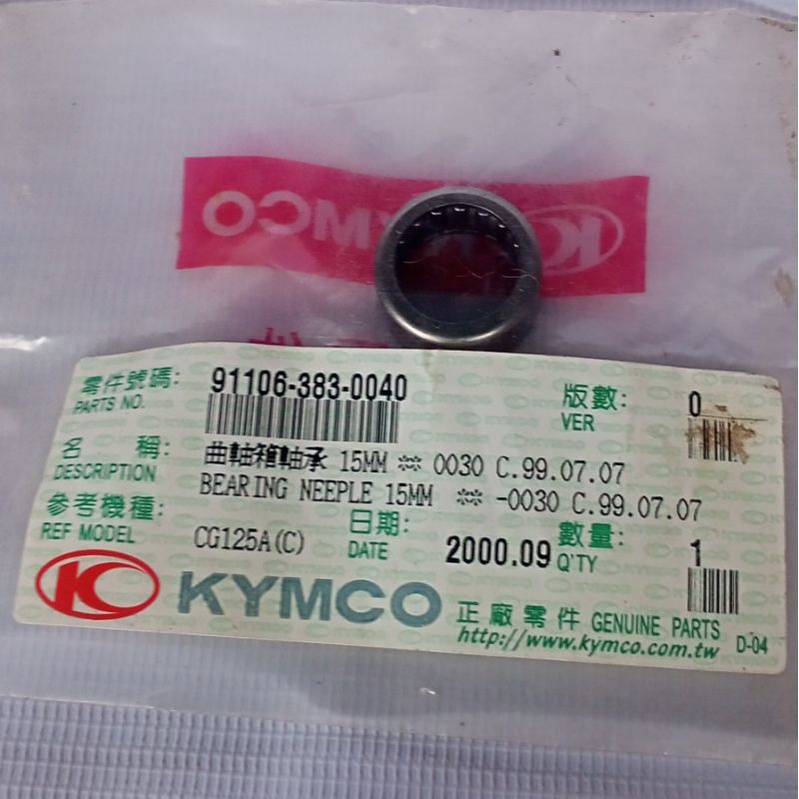 KYMCO
零件號碼: 91106-383-0040 版數: 0
PARTS NO. VER
名 稱: 曲軸箱軸承 15MM ** 0030 C.99.07.07
DESCRIPTION BEARING NEEPLE 15MM ** -0030 C.99.07.07
參考機種: CG125A(C) 日期: 2000.09 數量: 1
REF MODEL DATE Q'TY
KYMCO 正廠零件 GENUINE PARTS D-04
http://www.kymco.com.tw